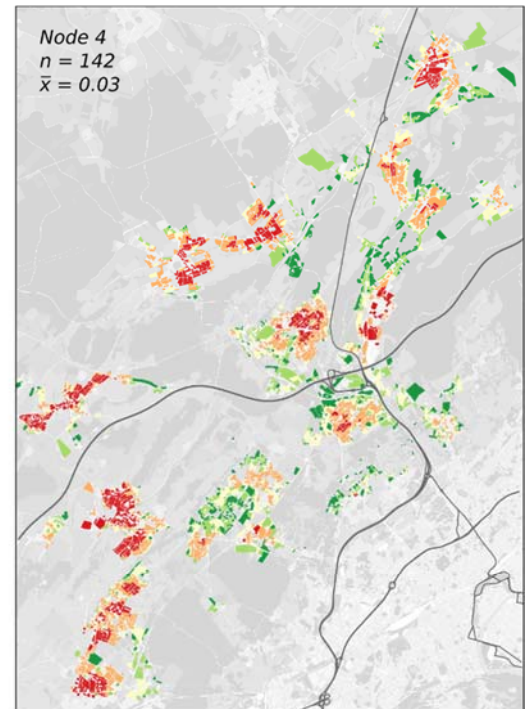 Node 4
n = 142
x̄ = 0.03